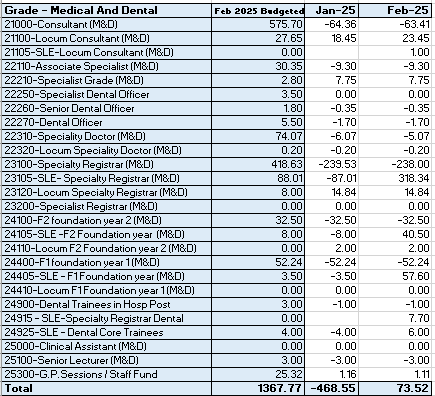 Grade - Medical And Dental Feb 2025 Budgeted Jan-25 Feb-25
21000-Consultant (M&D) 575.70 -64.36 -63.41
21100-Locum Consultant (M&D) 27.65 18.45 23.45
21105-SLE-Locum Consultant (M&D) 0.00 1.00
22110-Associate Specialist (M&D) 30.35 -9.30 -9.30
22210-Specialist Grade (M&D) 2.80 7.75 7.75
22250-Specialist Dental Officer 3.50 0.00 0.00
22260-Senior Dental Officer 1.80 -0.35 -0.35
22270-Dental Officer 5.50 -1.70 -1.70
22310-Speciality Doctor (M&D) 74.07 -6.07 -5.07
22320-Locum Speciality Doctor (M&D) 0.20 -0.20 -0.20
23100-Specialty Registrar (M&D) 418.63 -239.53 -238.00
23105-SLE- Specialty Registrar (M&D) 88.01 -87.01 318.34
23120-Locum Specialty Registrar (M&D) 8.00 14.84 14.84
23200-Specialist Registrar (M&D) 0.00 0.00 0.00
24100-F2 foundation year 2 (M&D) 32.50 -32.50 -32.50
24105-SLE -F2 Foundation year (M&D) 8.00 -8.00 40.50
24110-Locum F2 Foundation year 2 (M&D) 0.00 2.00 2.00
24400-F1 foundation year 1 (M&D) 52.24 -52.24 -52.24
24405-SLE - F1 Foundation year (M&D) 3.50 -3.50 57.60
24410-Locum F1 Foundation year 1 (M&D) 0.00 0.00 0.00
24900-Dental Trainees in Hosp Post 3.00 -1.00 -1.00
24915 - SLE-Specialty Registrar Dental 0.00 7.70
24925-SLE - Dental Core Trainees 4.00 -4.00 6.00
25000-Clinical Assistant (M&D) 0.00 0.00 0.00
25100-Senior Lecturer (M&D) 3.00 -3.00 -3.00
25300-G.P.Sessions / Staff Fund 25.32 1.16 1.11
Total 1367.77 -468.55 73.52